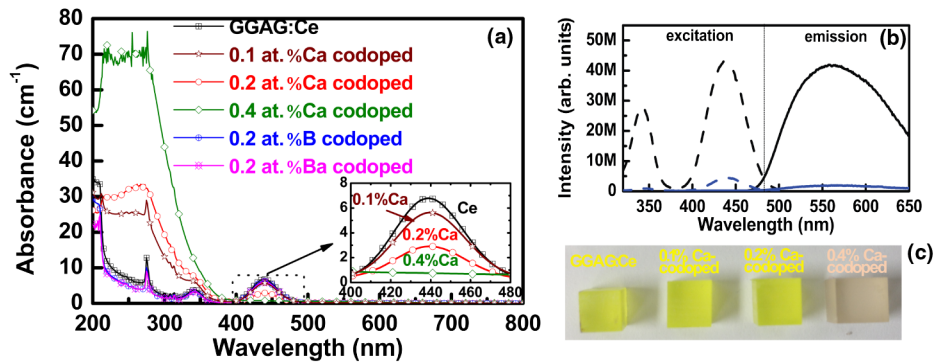 (a)
GGAG:Ce
0.1 at.%Ca codoped
0.2 at.%Ca codoped
0.4 at.%Ca codoped
0.2 at.%B codoped
0.2 at.%Ba codoped
80
70
60
50
40
30
20
10
0
Absorbance (cm-1)
200 300 400 500 600 700 800
Wavelength (nm)
8
6
4
2
0
Ce
0.1%Ca
0.2%Ca
0.4%Ca
400 420 440 460 480
(b)
excitation emission
50M
40M
30M
20M
10M
0
Intensity (arb. units)
350 400 450 500 550 600 650
Wavelength (nm)
(c)
GGAG:Ce
0.1% Ca-
codoped
0.2% Ca-
codoped
0.4% Ca-
codoped